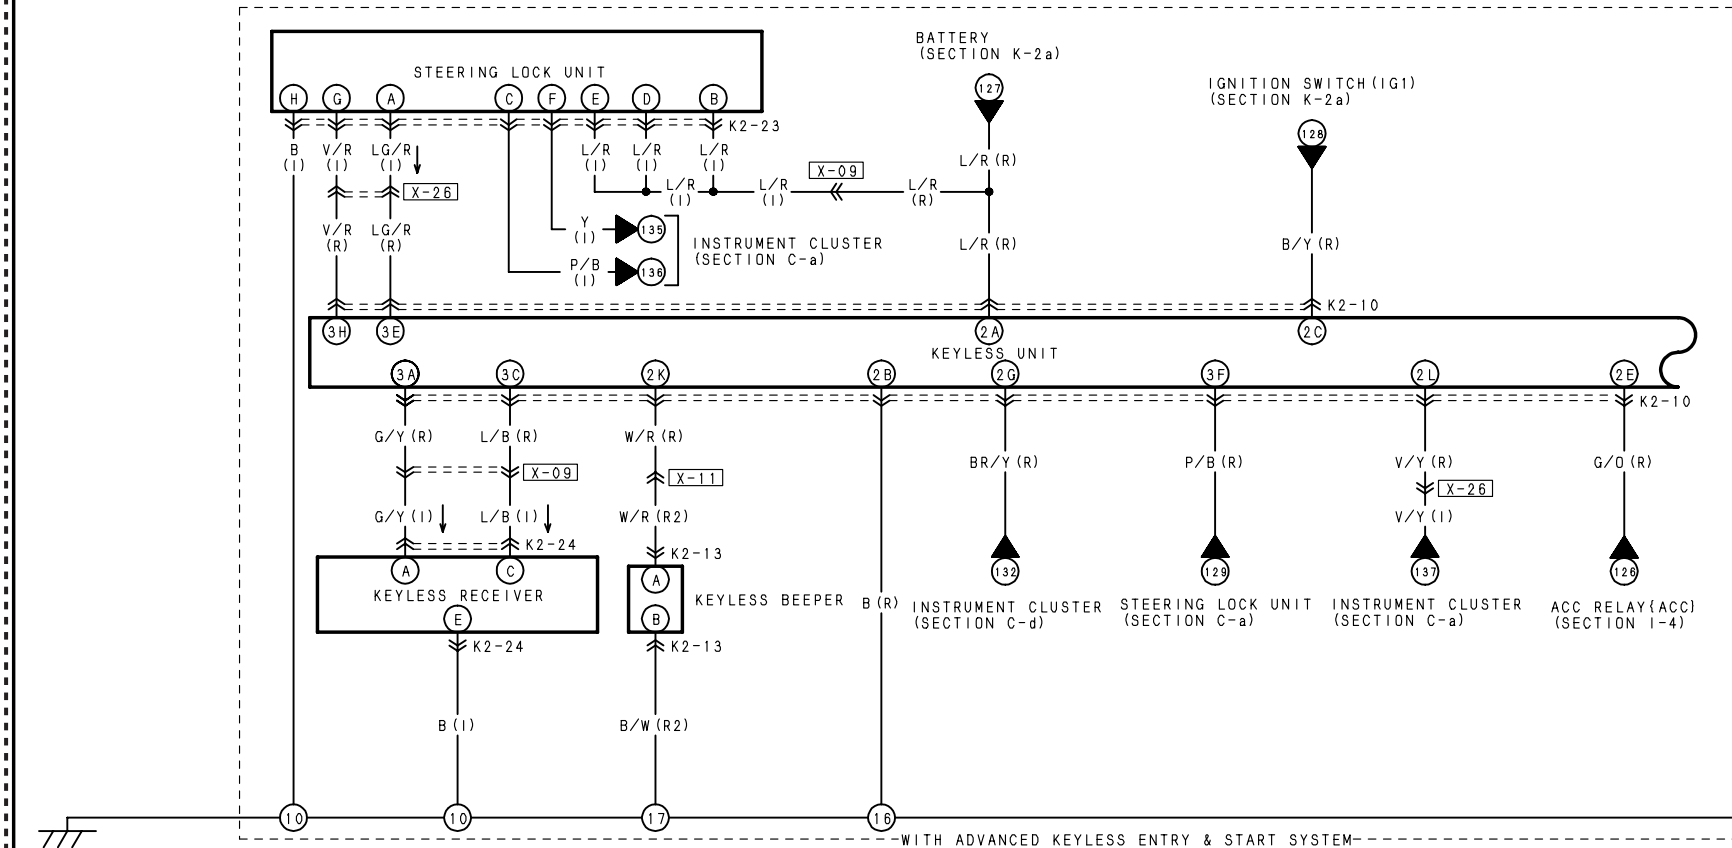 BATTERY
(SECTION K-2a)
127
IGNITION SWITCH(IG1)
(SECTION K-2a)
128
STEERING LOCK UNIT
H G A C F E D B
K2-23
B V/R LG/R L/R L/R L/R
(I) (I) (I) (I) (I) (I)
L/R(R)
X-09
X-26
L/R L/R L/R
(I) (I) (R)
V/R LG/R
(R) (R)
Y
(I)
135
P/B
(I)
136
INSTRUMENT CLUSTER
(SECTION C-a)
L/R(R)
B/Y(R)
K2-10
3H 3E 2A 2C
KEYLESS UNIT
3A 3C 2K 2B 2G 3F 2L 2E
K2-10
G/Y(R) L/B(R) W/R(R)
BR/Y(R) P/B(R) V/Y(R) G/O(R)
X-09
X-11
X-26
G/Y(I) L/B(I) W/R(R2) V/Y(I)
K2-24
K2-13
A C
A
132 129 137 126
KEYLESS RECEIVER
KEYLESS BEEPER
B(R)
INSTRUMENT CLUSTER
(SECTION C-d)
STEERING LOCK UNIT
(SECTION C-a)
INSTRUMENT CLUSTER
(SECTION C-a)
ACC RELAY{ACC}
(SECTION I-4)
E
B
K2-24
K2-13
B(I) B/W(R2)
10 10 17 16
WITH ADVANCED KEYLESS ENTRY & START SYSTEM